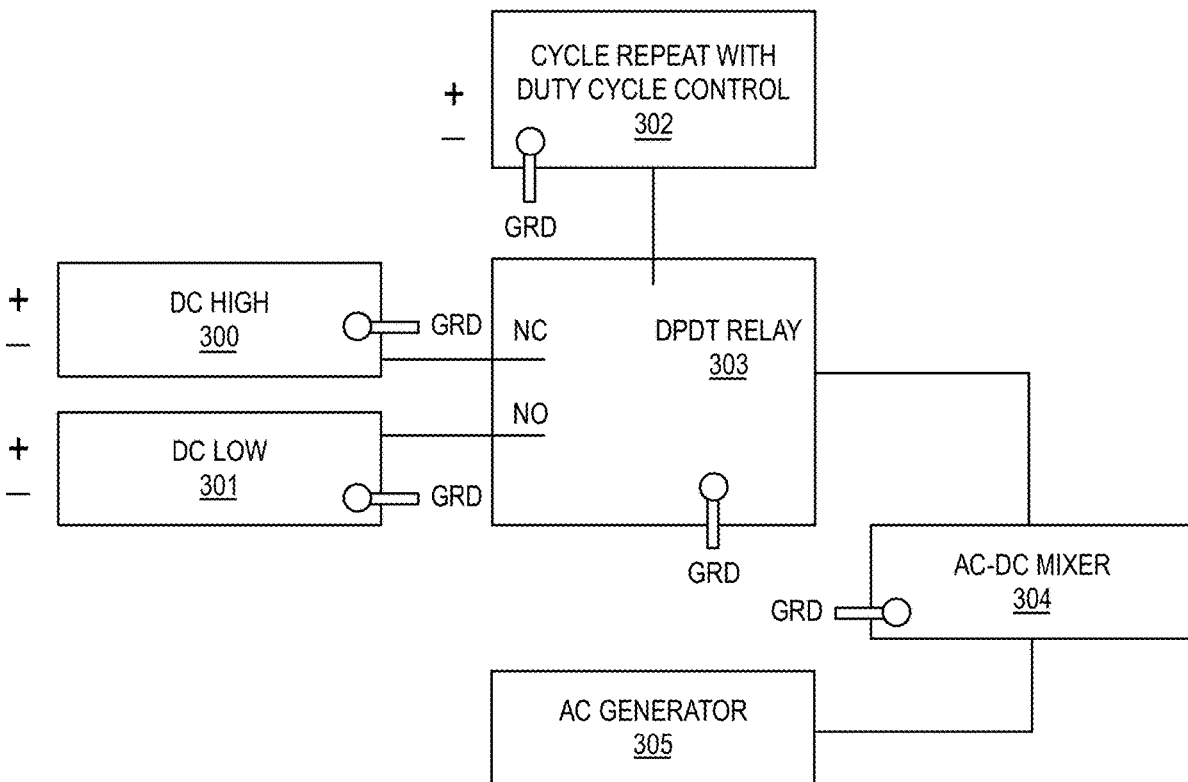 CYCLE REPEAT WITH
DUTY CYCLE CONTROL
302
+
–
GRD
DC HIGH
300
+
–
GRD
NC
DPDT RELAY
303
DC LOW
301
+
–
GRD
NO
GRD
AC-DC MIXER
304
GRD
AC GENERATOR
305